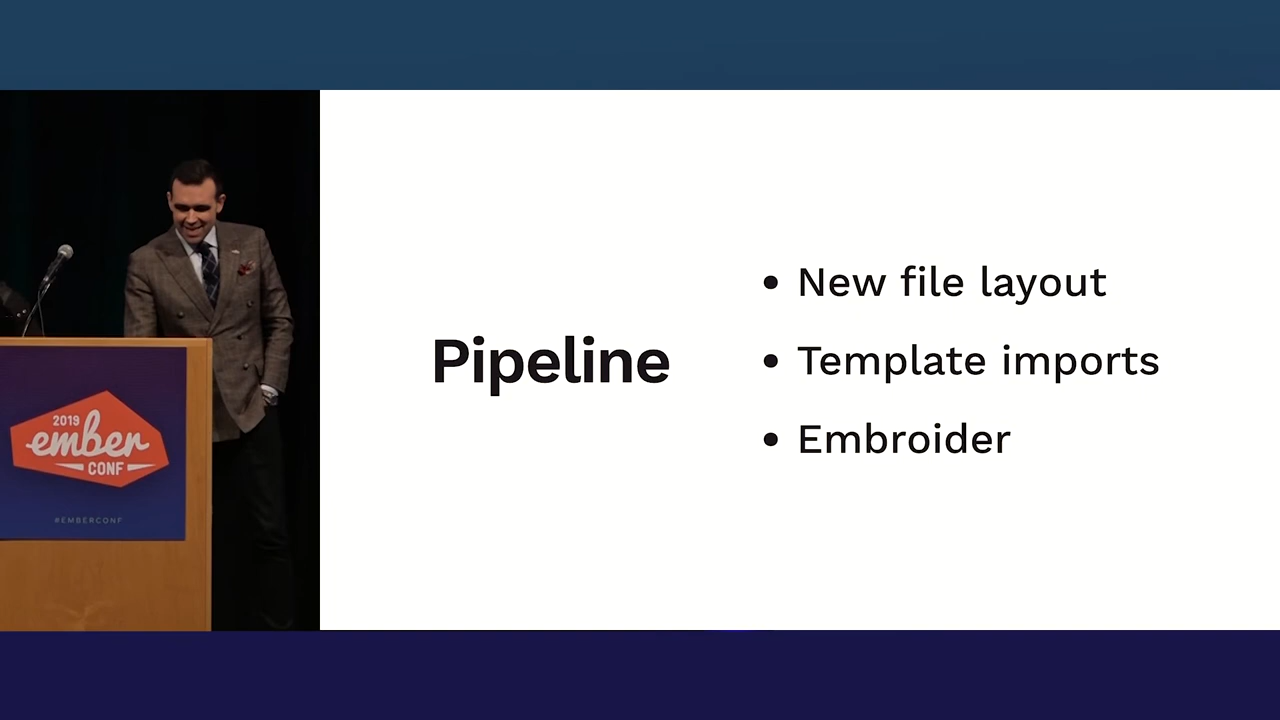 2019
ember
CONF
#EMBERCONF
Pipeline
• New file layout
• Template imports
• Embroider